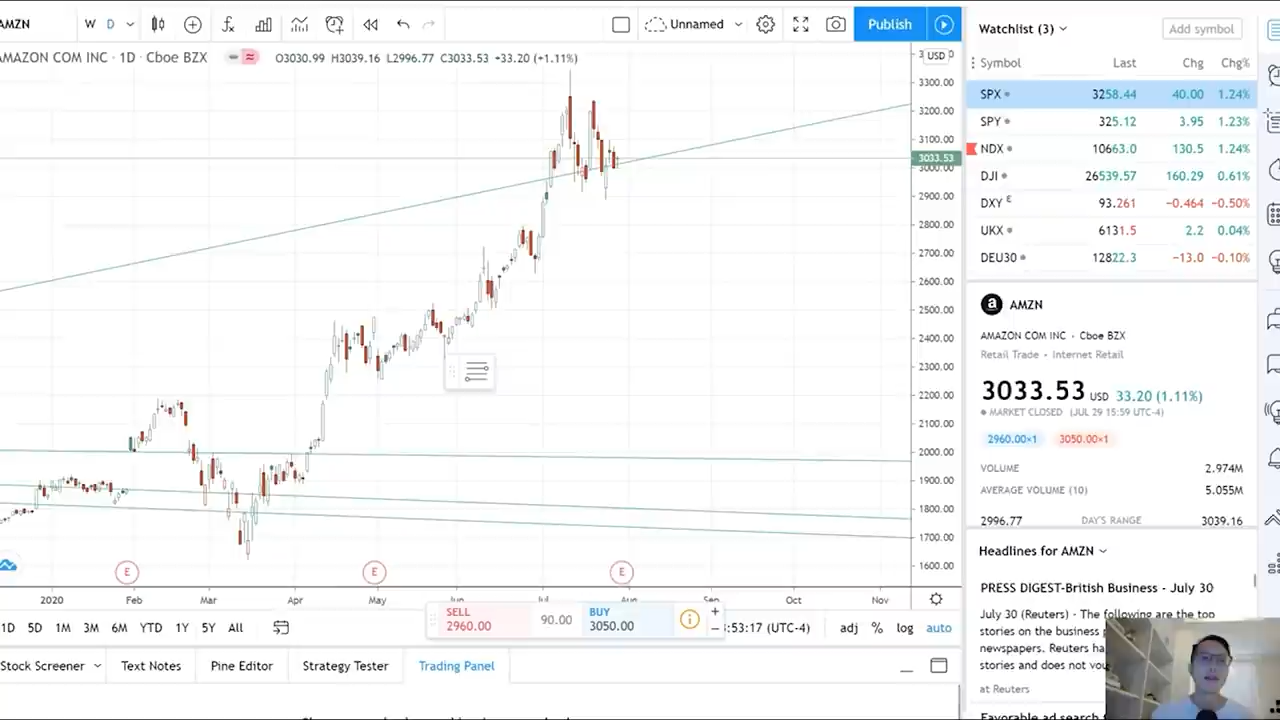 AMZN W D Unnamed Publish
AMAZON COM INC · 1D · Cboe BZX O3030.99 H3039.16 L2996.77 C3033.53 +33.20 (+1.11%)
USD
3300.00
3200.00
3100.00
3033.53
3000.00
2900.00
2800.00
2700.00
2600.00
2500.00
2400.00
2300.00
2200.00
2100.00
2000.00
1900.00
1800.00
1700.00
1600.00
E E E
2020 Feb Mar Apr May Jun Jul Aug Sep Oct Nov
SELL
2960.00
90.00
BUY
3050.00
1D 5D 1M 3M 6M YTD 1Y 5Y All
:53:17 (UTC-4) adj % log auto
Stock Screener Text Notes Pine Editor Strategy Tester Trading Panel
Watchlist (3) Add symbol
Symbol Last Chg Chg%
SPX 3258.44 40.00 1.24%
SPY 325.12 3.95 1.23%
NDX 10663.0 130.5 1.24%
DJI 26539.57 160.29 0.61%
DXY E 93.261 −0.464 −0.50%
UKX 6131.5 2.2 0.04%
DEU30 12822.3 −13.0 −0.10%
a AMZN
AMAZON COM INC · Cboe BZX
Retail Trade · Internet Retail
3033.53 USD 33.20 (1.11%)
MARKET CLOSED (JUL 29 15:59 UTC-4)
2960.00×1 3050.00×1
VOLUME 2.974M
AVERAGE VOLUME (10) 5.055M
2996.77 DAY'S RANGE 3039.16
Headlines for AMZN
PRESS DIGEST-British Business - July 30
July 30 (Reuters) - The following are the top
stories on the business p
newspapers. Reuters ha
stories and does not vou
at Reuters
Favorable ad search